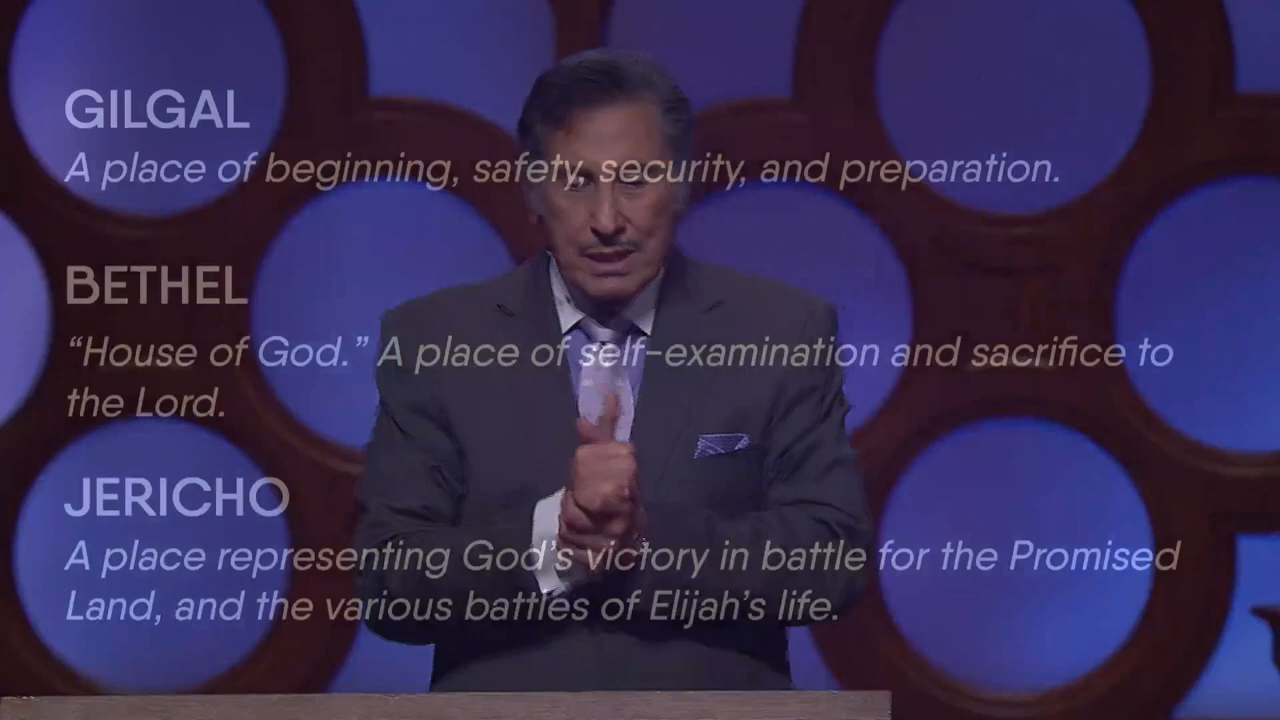 GILGAL
A place of beginning, safety, security, and preparation.
BETHEL
“House of God.” A place of self-examination and sacrifice to
the Lord.
JERICHO
A place representing God’s victory in battle for the Promised
Land, and the various battles of Elijah’s life.